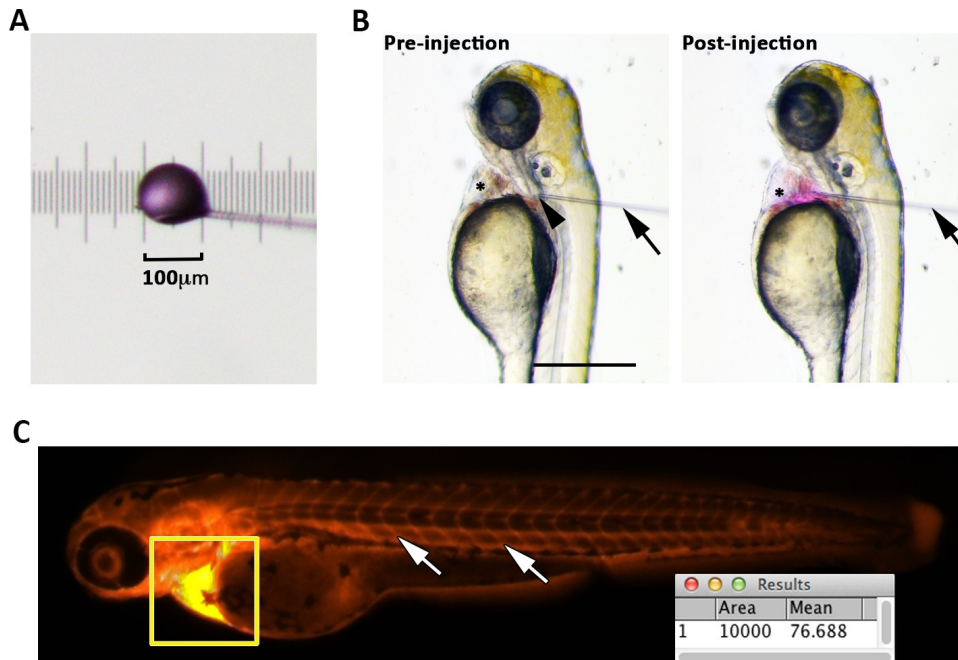 A
100μm
B
Pre-injection
*
Post-injection
*
C
Results
Area Mean
1 10000 76.688